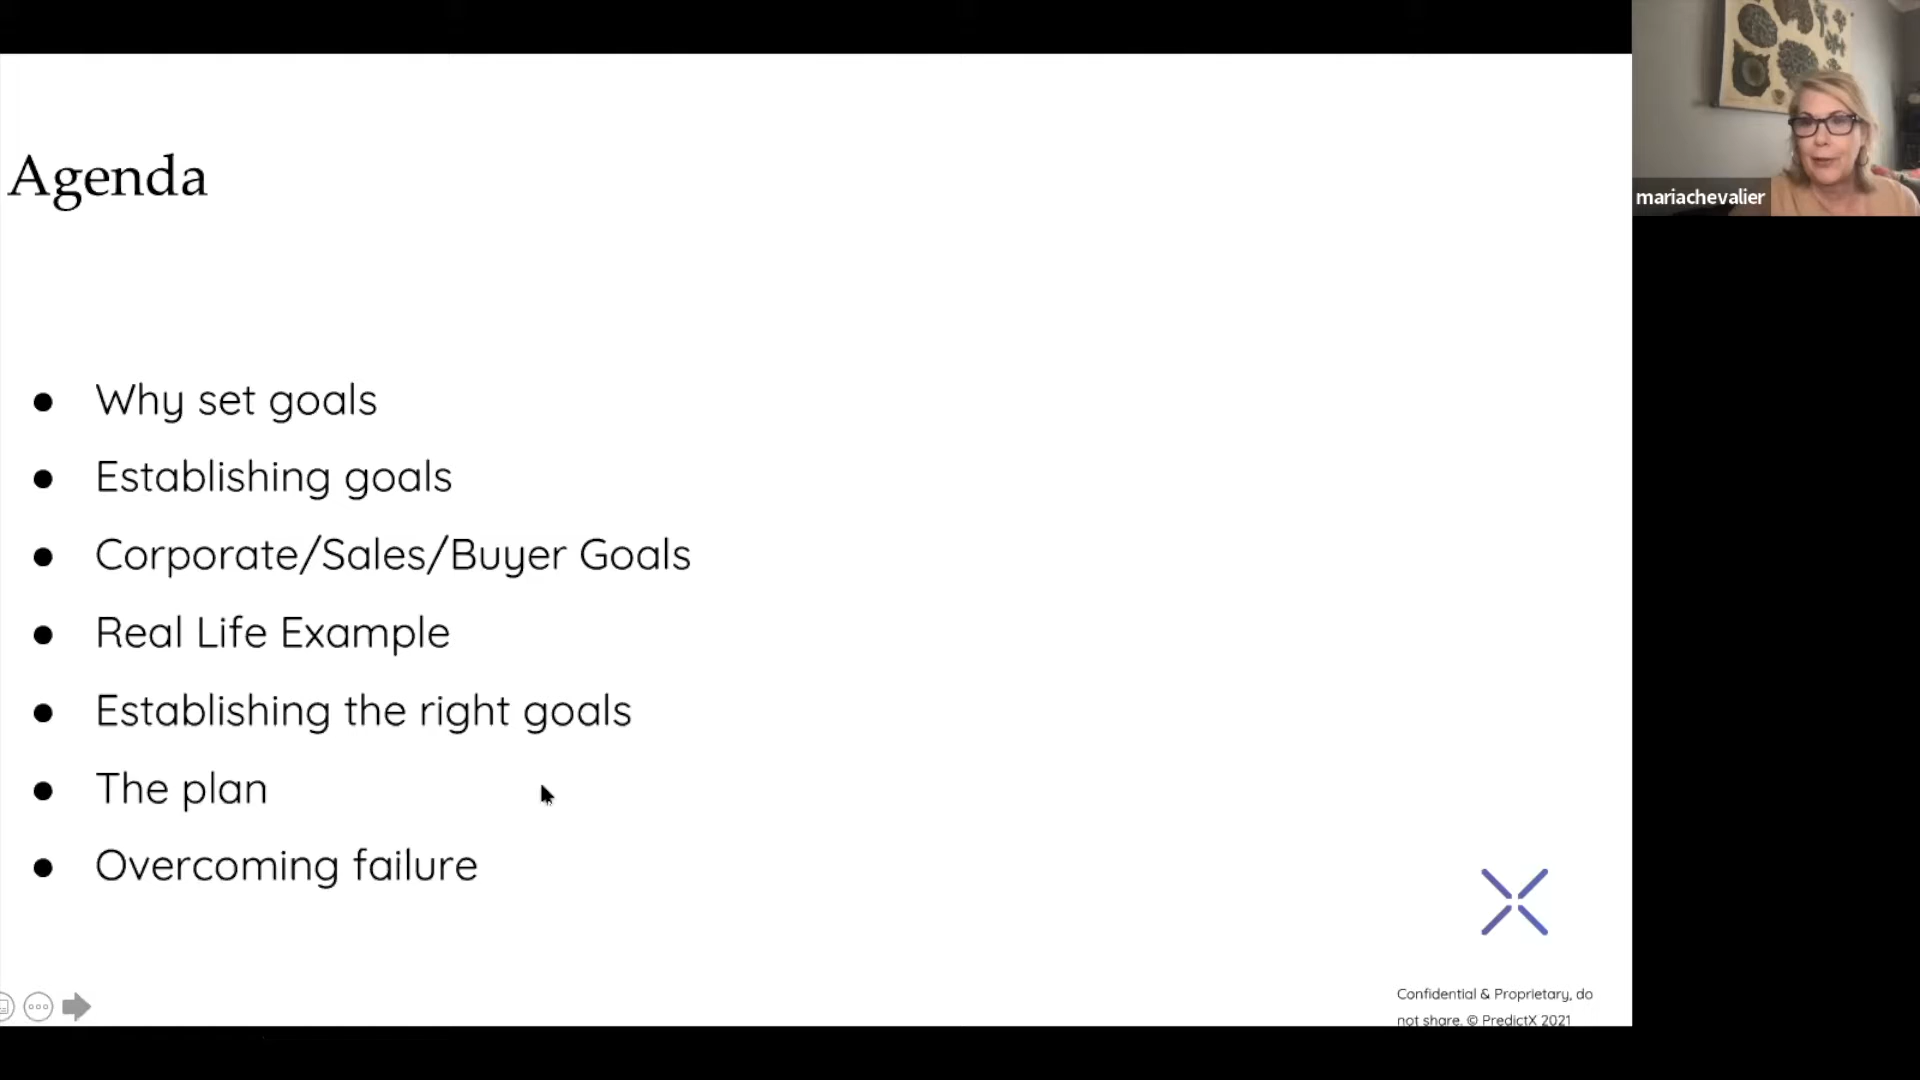 Agenda
mariachevalier
● Why set goals
● Establishing goals
● Corporate/Sales/Buyer Goals
● Real Life Example
● Establishing the right goals
● The plan
● Overcoming failure
Confidential & Proprietary, do
not share. © PredictX 2021